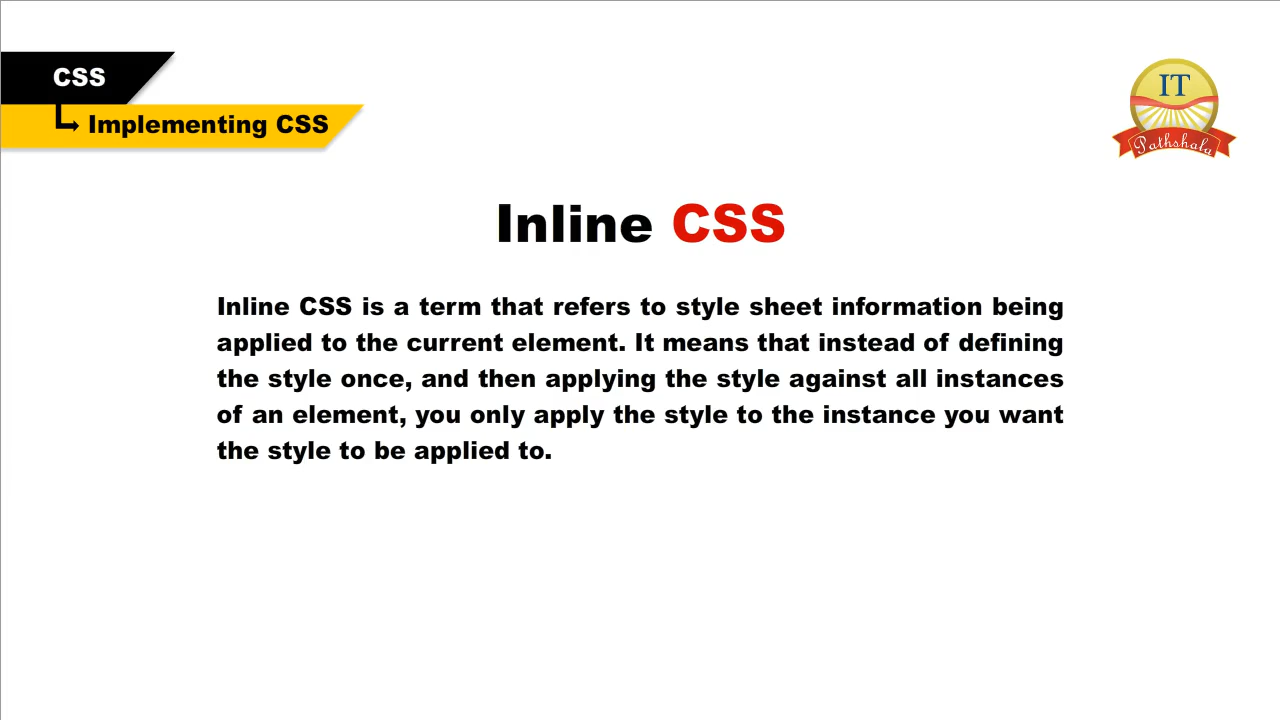 CSS
Implementing CSS
IT
Pathshala
Inline CSS
Inline CSS is a term that refers to style sheet information being
applied to the current element. It means that instead of defining
the style once, and then applying the style against all instances
of an element, you only apply the style to the instance you want
the style to be applied to.